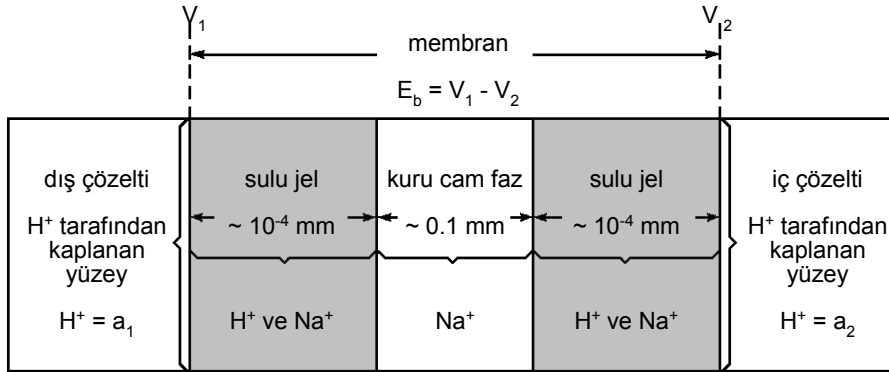 V₁ V₂
membran
E_b = V₁ - V₂
dış çözelti
H⁺ tarafından
kaplanan
yüzey
H⁺ = a₁
sulu jel
~ 10⁻⁴ mm
H⁺ ve Na⁺
kuru cam faz
~ 0.1 mm
Na⁺
sulu jel
~ 10⁻⁴ mm
H⁺ ve Na⁺
iç çözelti
H⁺ tarafından
kaplanan
yüzey
H⁺ = a₂